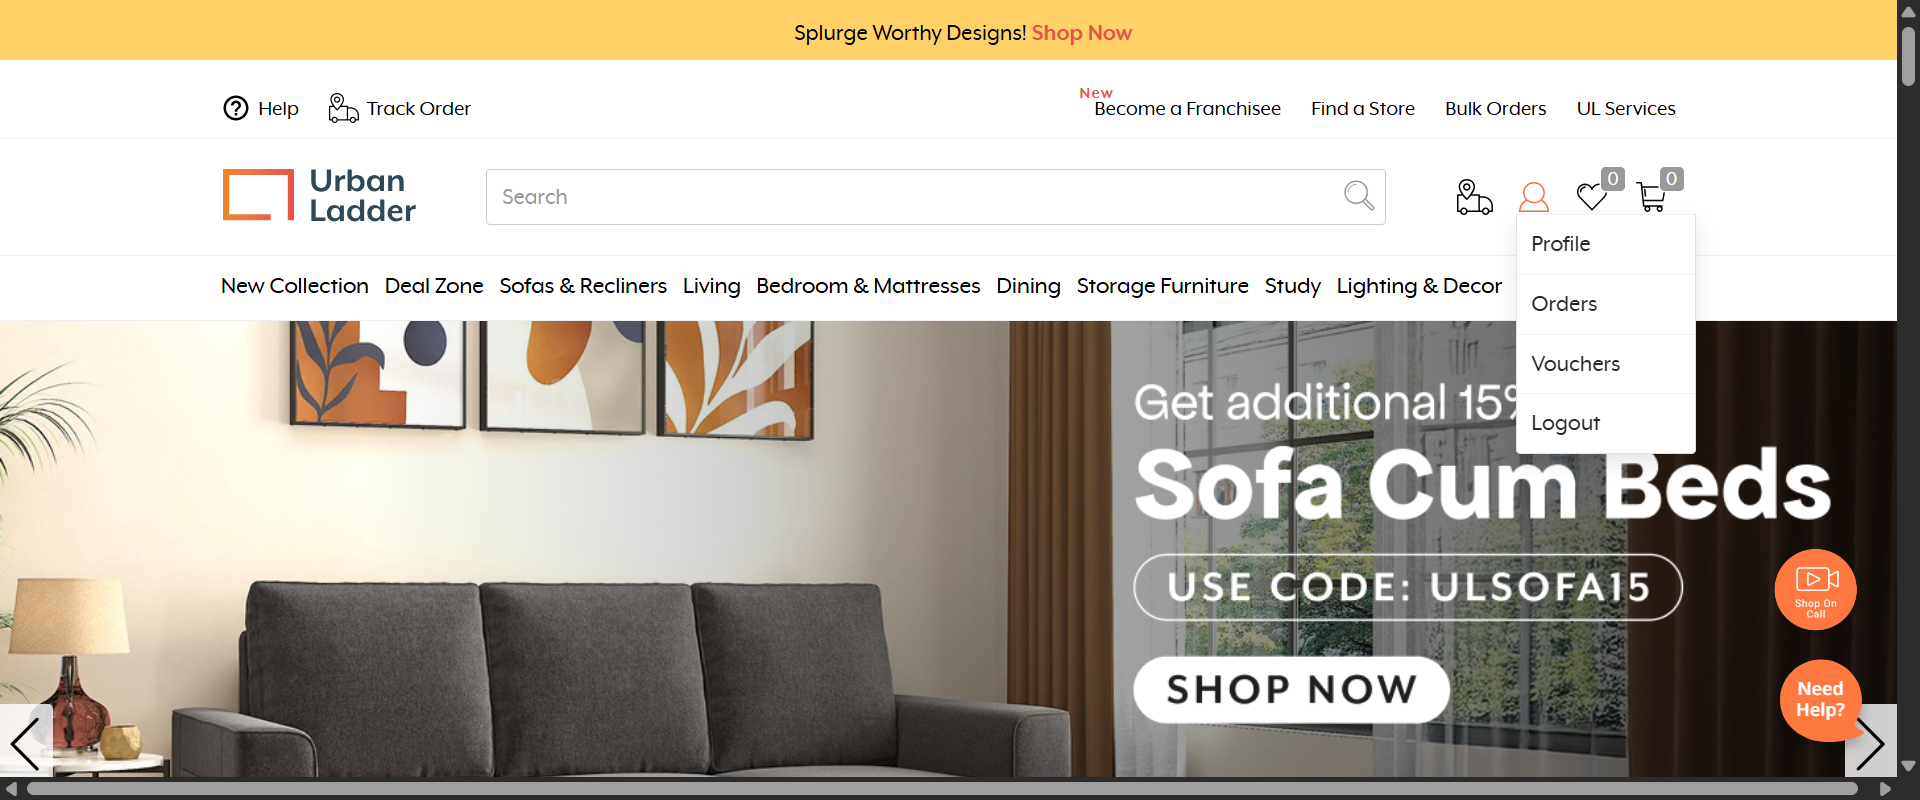 Splurge Worthy Designs! Shop Now
Help
Track Order
New
Become a Franchisee
Find a Store
Bulk Orders
UL Services
Urban
Ladder
Search
0
0
Profile
Orders
Vouchers
Logout
New Collection
Deal Zone
Sofas & Recliners
Living
Bedroom & Mattresses
Dining
Storage Furniture
Study
Lighting & Decor
Get additional 15%
Sofa Cum Beds
USE CODE: ULSOFA15
SHOP NOW
Shop On
Call
Need
Help?